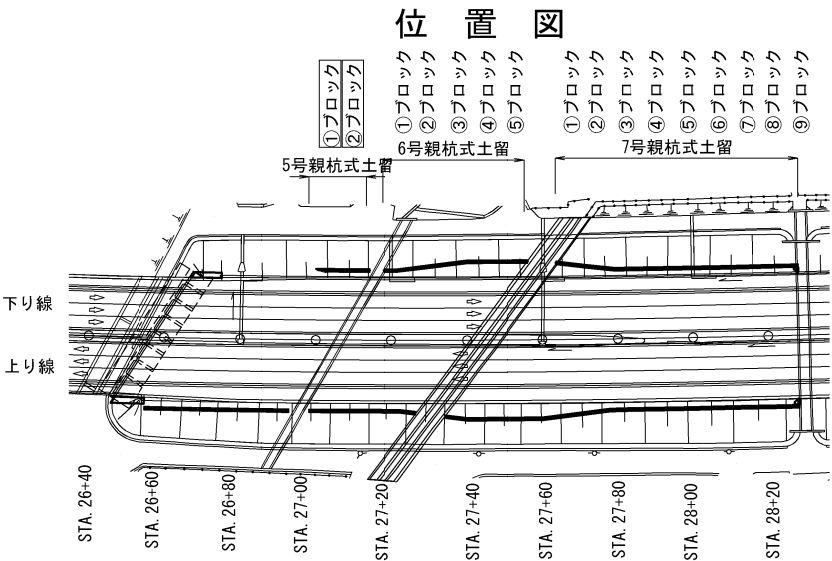 位置図
①ブロック
②ブロック
①ブロック
②ブロック
③ブロック
④ブロック
⑤ブロック
①ブロック
②ブロック
③ブロック
④ブロック
⑤ブロック
⑥ブロック
⑦ブロック
⑧ブロック
⑨ブロック
5号親杭式土留
6号親杭式土留
7号親杭式土留
下り線
上り線
STA. 26+40
STA. 26+60
STA. 26+80
STA. 27+00
STA. 27+20
STA. 27+40
STA. 27+60
STA. 27+80
STA. 28+00
STA. 28+20